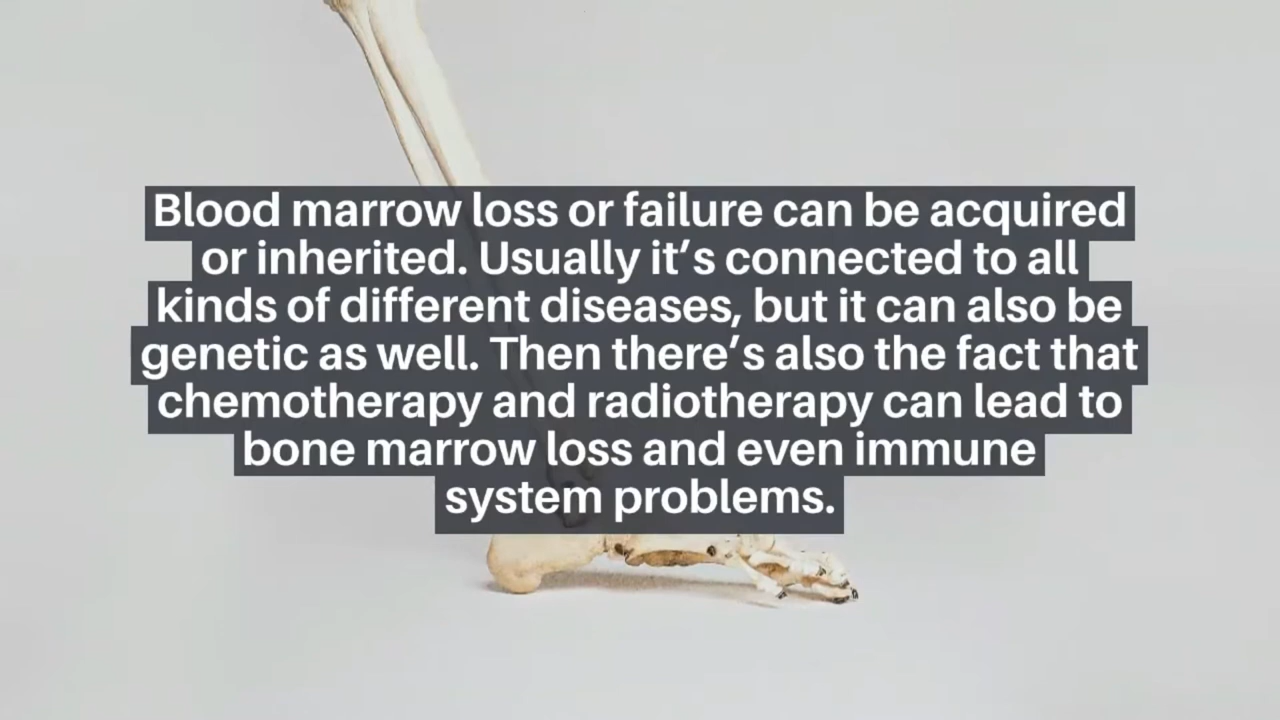 Blood marrow loss or failure can be acquired
or inherited. Usually it’s connected to all
kinds of different diseases, but it can also be
genetic as well. Then there’s also the fact that
chemotherapy and radiotherapy can lead to
bone marrow loss and even immune
system problems.